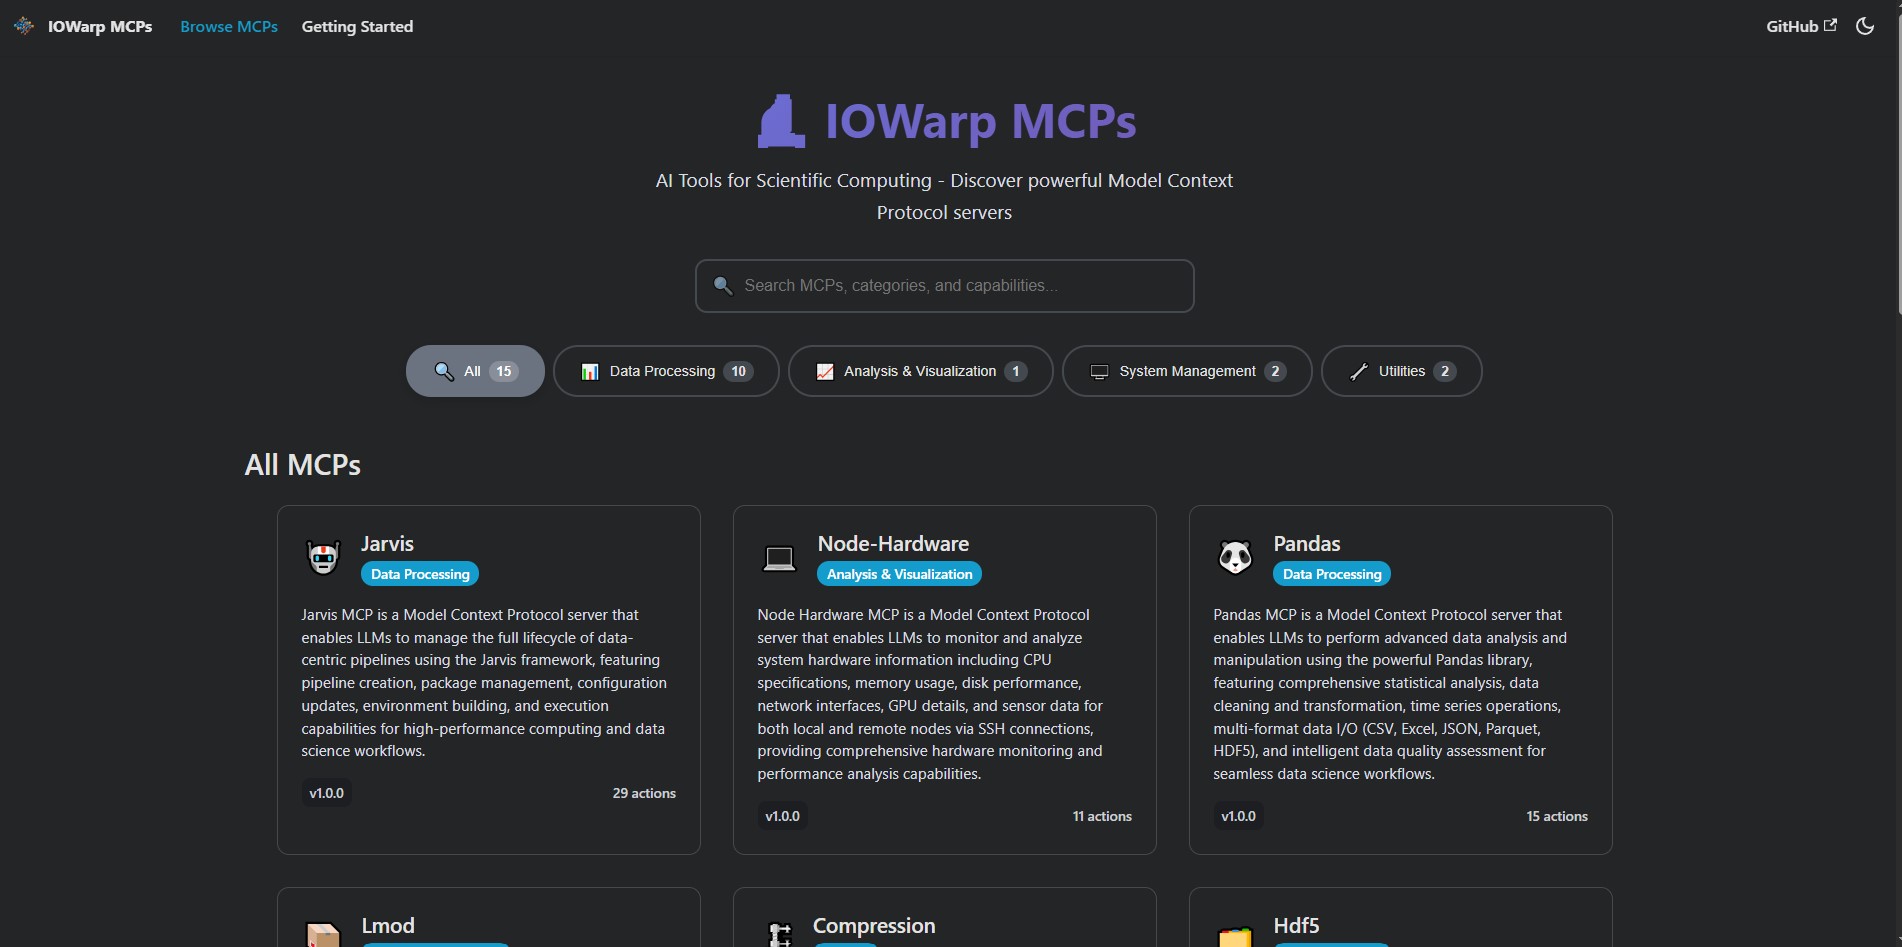 IOWarp MCPs
Browse MCPs
Getting Started
GitHub
IOWarp MCPs
AI Tools for Scientific Computing - Discover powerful Model Context
Protocol servers
Search MCPs, categories, and capabilities...
All 15
Data Processing 10
Analysis & Visualization 1
System Management 2
Utilities 2
All MCPs
Jarvis
Data Processing
Jarvis MCP is a Model Context Protocol server that
enables LLMs to manage the full lifecycle of data-
centric pipelines using the Jarvis framework, featuring
pipeline creation, package management, configuration
updates, environment building, and execution
capabilities for high-performance computing and data
science workflows.
v1.0.0
29 actions
Node-Hardware
Analysis & Visualization
Node Hardware MCP is a Model Context Protocol
server that enables LLMs to monitor and analyze
system hardware information including CPU
specifications, memory usage, disk performance,
network interfaces, GPU details, and sensor data for
both local and remote nodes via SSH connections,
providing comprehensive hardware monitoring and
performance analysis capabilities.
v1.0.0
11 actions
Pandas
Data Processing
Pandas MCP is a Model Context Protocol server that
enables LLMs to perform advanced data analysis and
manipulation using the powerful Pandas library,
featuring comprehensive statistical analysis, data
cleaning and transformation, time series operations,
multi-format data I/O (CSV, Excel, JSON, Parquet,
HDF5), and intelligent data quality assessment for
seamless data science workflows.
v1.0.0
15 actions
Lmod
Compression
Hdf5